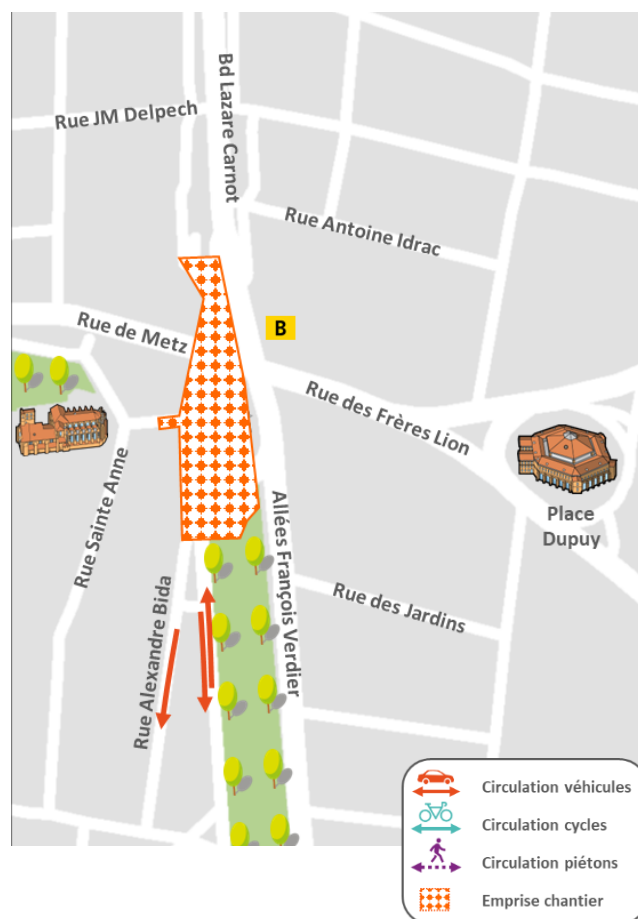 Bd Lazare Carnot
Rue JM Delpech
Rue Antoine Idrac
B
Rue de Metz
Rue des Frères Lion
Rue Sainte Anne
Allées François Verdier
Place
Dupuy
Rue Alexandre Bida
Rue des Jardins
Circulation véhicules
Circulation cycles
Circulation piétons
Emprise chantier